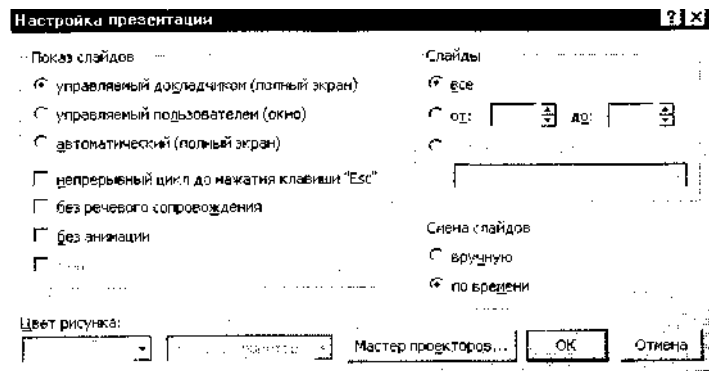 Настройка презентации
Показ слайдов
управляемый докладчиком (полный экран)
управляемый пользователем (окно)
автоматический (полный экран)
непрерывный цикл до нажатия клавиши "Esc"
без речевого сопровождения
без анимации
Слайды
все
от: до:
Смена слайдов
вручную
по времени
Цвет рисунка:
Мастер проекторов... ОК Отмена